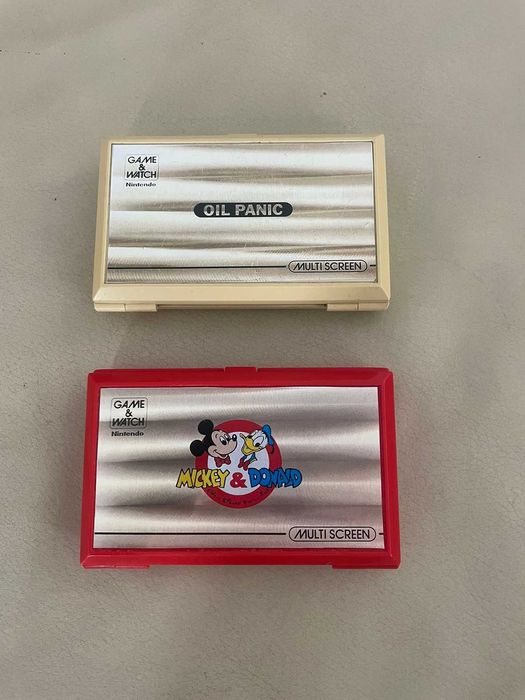 GAME
&
WATCH
Nintendo
OIL PANIC
MULTI SCREEN
GAME
&
WATCH
Nintendo
MICKEY & DONALD
MULTI SCREEN